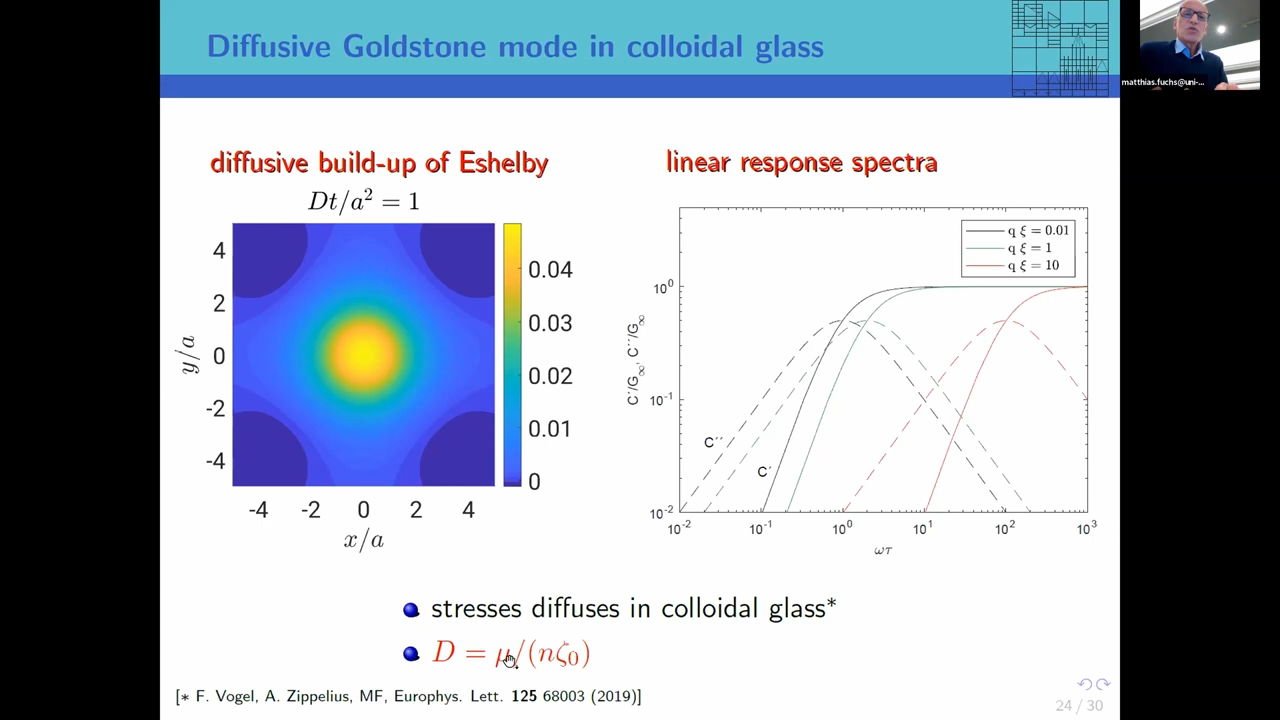 Diffusive Goldstone mode in colloidal glass
matthias.fuchs@uni-...
diffusive build-up of Eshelby
Dt/a² = 1
4
2
0
-2
-4
y/a
-4 -2 0 2 4
x/a
0.04
0.03
0.02
0.01
0
linear response spectra
q ξ = 0.01
q ξ = 1
q ξ = 10
10⁰
10⁻¹
10⁻²
C´/G∞, C´´/G∞
C´´
C´
10⁻² 10⁻¹ 10⁰ 10¹ 10² 10³
ωτ
stresses diffuses in colloidal glass*
D = μ/(nζ₀)
[∗ F. Vogel, A. Zippelius, MF, Europhys. Lett. 125 68003 (2019)]
24 / 30